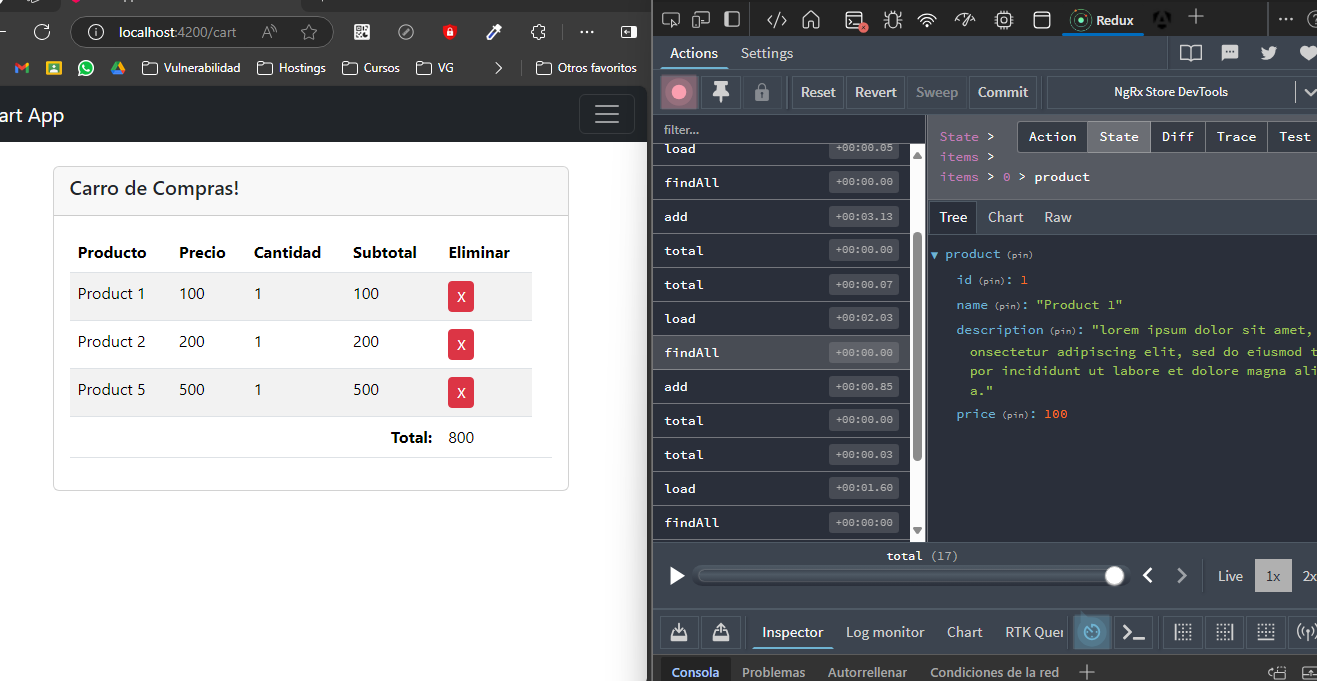 localhost:4200/cart
Vulnerabilidad
Hostings
Cursos
VG
Otros favoritos
art App
Carro de Compras!
Producto Precio Cantidad Subtotal Eliminar
Product 1 100 1 100 X
Product 2 200 1 200 X
Product 5 500 1 500 X
Total: 800
Redux
Actions Settings
Reset Revert Sweep Commit NgRx Store DevTools
filter...
load +00:00.05
findAll +00:00.00
add +00:03.13
total +00:00.00
total +00:00.07
load +00:02.03
findAll +00:00.00
add +00:00.85
total +00:00.00
total +00:00.03
load +00:01.60
findAll +00:00:00
State >
items >
items > 0 > product
Action State Diff Trace Test
Tree Chart Raw
product (pin)
id (pin): 1
name (pin): "Product 1"
description (pin): "lorem ipsum dolor sit amet,
onsectetur adipiscing elit, sed do eiusmod t
por incididunt ut labore et dolore magna ali
a."
price (pin): 100
total (17)
Live 1x 2x
Inspector Log monitor Chart RTK Quer
Consola Problemas Autorrellenar Condiciones de la red